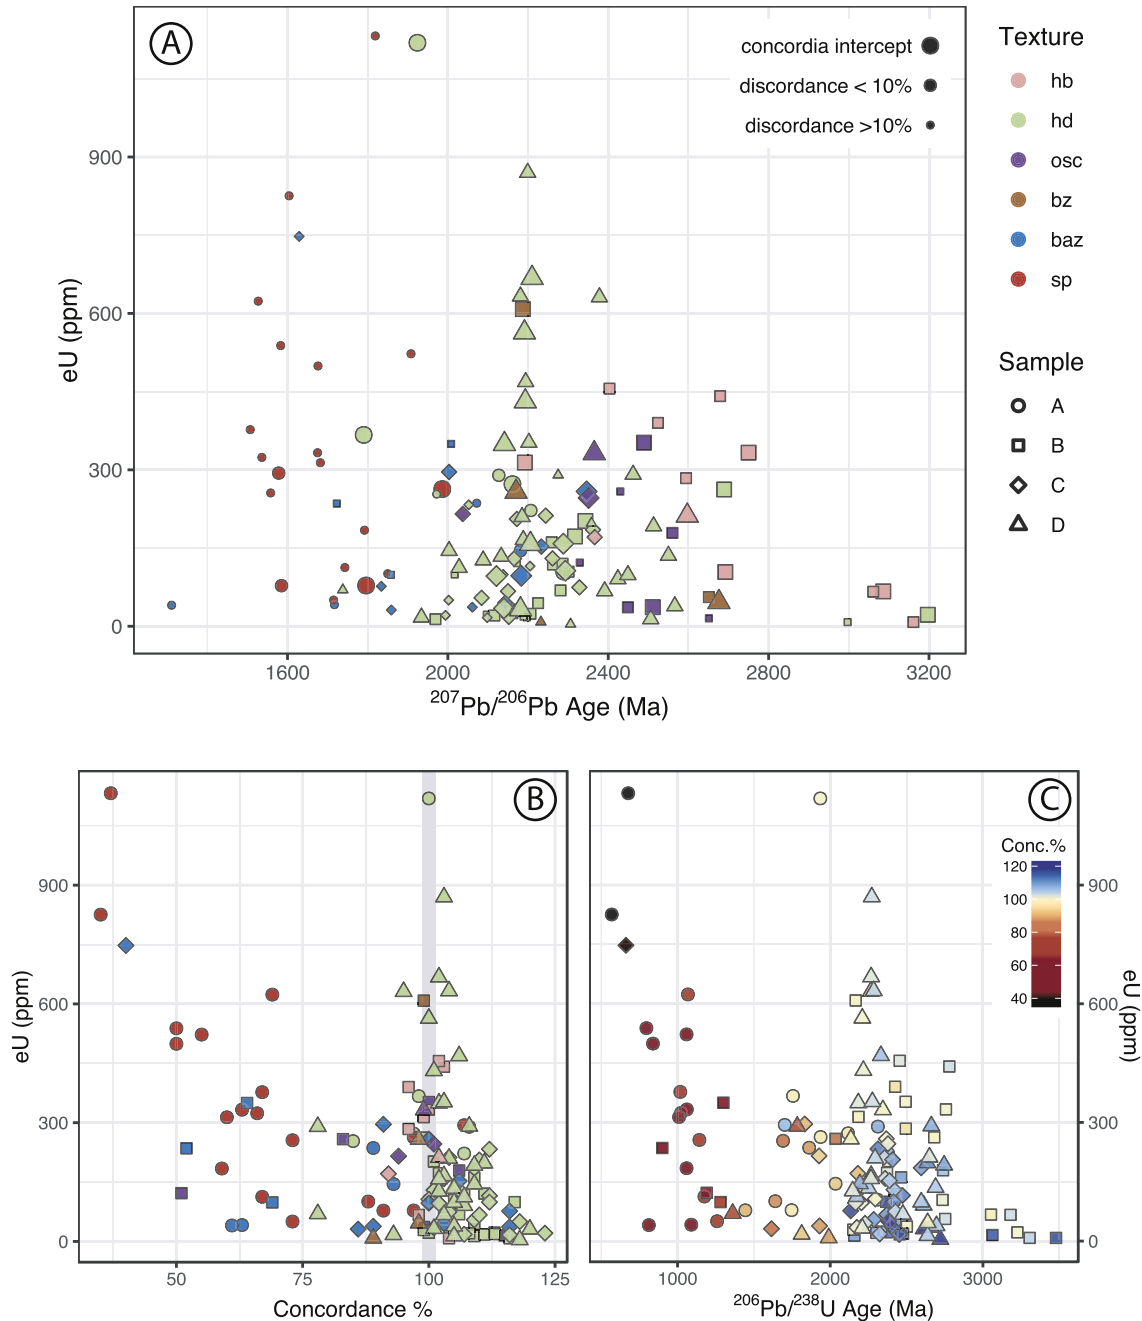 A
concordia intercept
discordance < 10%
discordance >10%
Texture
hb
hd
osc
bz
baz
sp
Sample
A
B
C
D
900
600
300
0
eU (ppm)
1600 2000 2400 2800 3200
207Pb/206Pb Age (Ma)
B
900
600
300
0
eU (ppm)
50 75 100 125
Concordance %
C
Conc.%
120
100
80
60
40
900
600
300
0
eU (ppm)
1000 2000 3000
206Pb/238U Age (Ma)